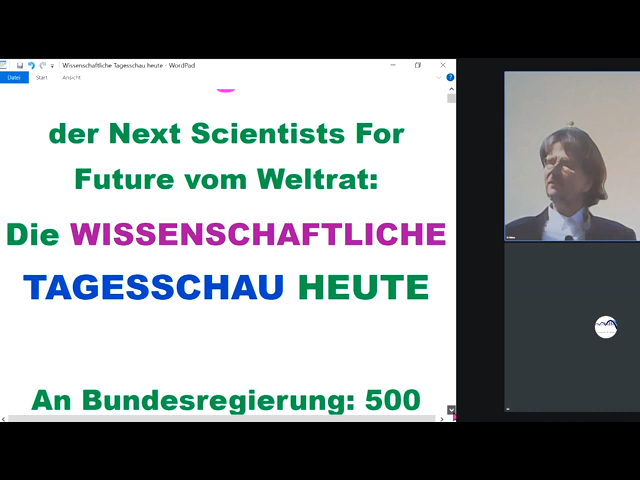 Wissenschaftliche Tagesschau heute - WordPad
Datei Start Ansicht
der Next Scientists For
Future vom Weltrat:
Die WISSENSCHAFTLICHE
TAGESSCHAU HEUTE
An Bundesregierung: 500